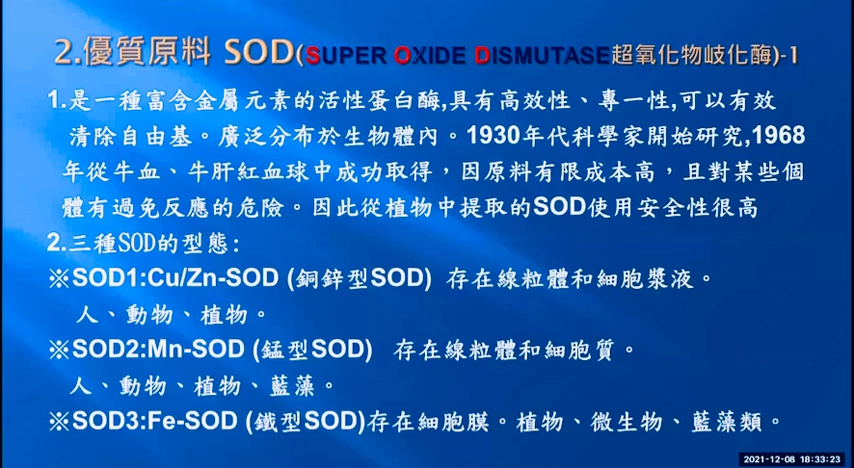 2.優質原料 SOD(SUPER OXIDE DISMUTASE超氧化物岐化酶)-1
1.是一種富含金屬元素的活性蛋白酶,具有高效性、專一性,可以有效
清除自由基。廣泛分布於生物體內。1930年代科學家開始研究,1968
年從牛血、牛肝紅血球中成功取得，因原料有限成本高，且對某些個
體有過免反應的危險。因此從植物中提取的SOD使用安全性很高
2.三種SOD的型態:
※SOD1:Cu/Zn-SOD (銅鋅型SOD) 存在線粒體和細胞漿液。
人、動物、植物。
※SOD2:Mn-SOD (錳型SOD) 存在線粒體和細胞質。
人、動物、植物、藍藻。
※SOD3:Fe-SOD (鐵型SOD)存在細胞膜。植物、微生物、藍藻類。
2021-12-08 18:33:23